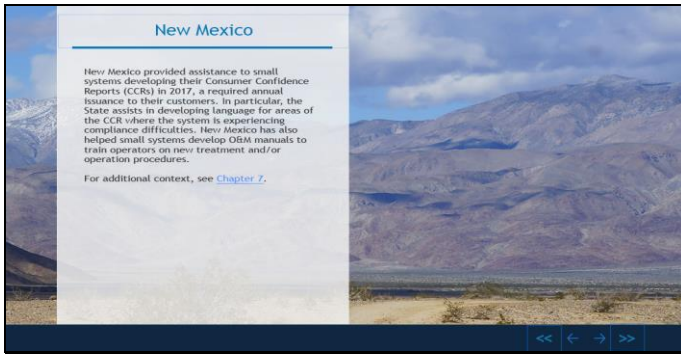 New Mexico
New Mexico provided assistance to small
systems developing their Consumer Confidence
Reports (CCRs) in 2017, a required annual
issuance to their customers. In particular, the
State assists in developing language for areas of
the CCR where the system is experiencing
compliance difficulties. New Mexico has also
helped small systems develop O&M manuals to
train operators on new treatment and/or
operation procedures.
For additional context, see Chapter 7.
<< ← → >>